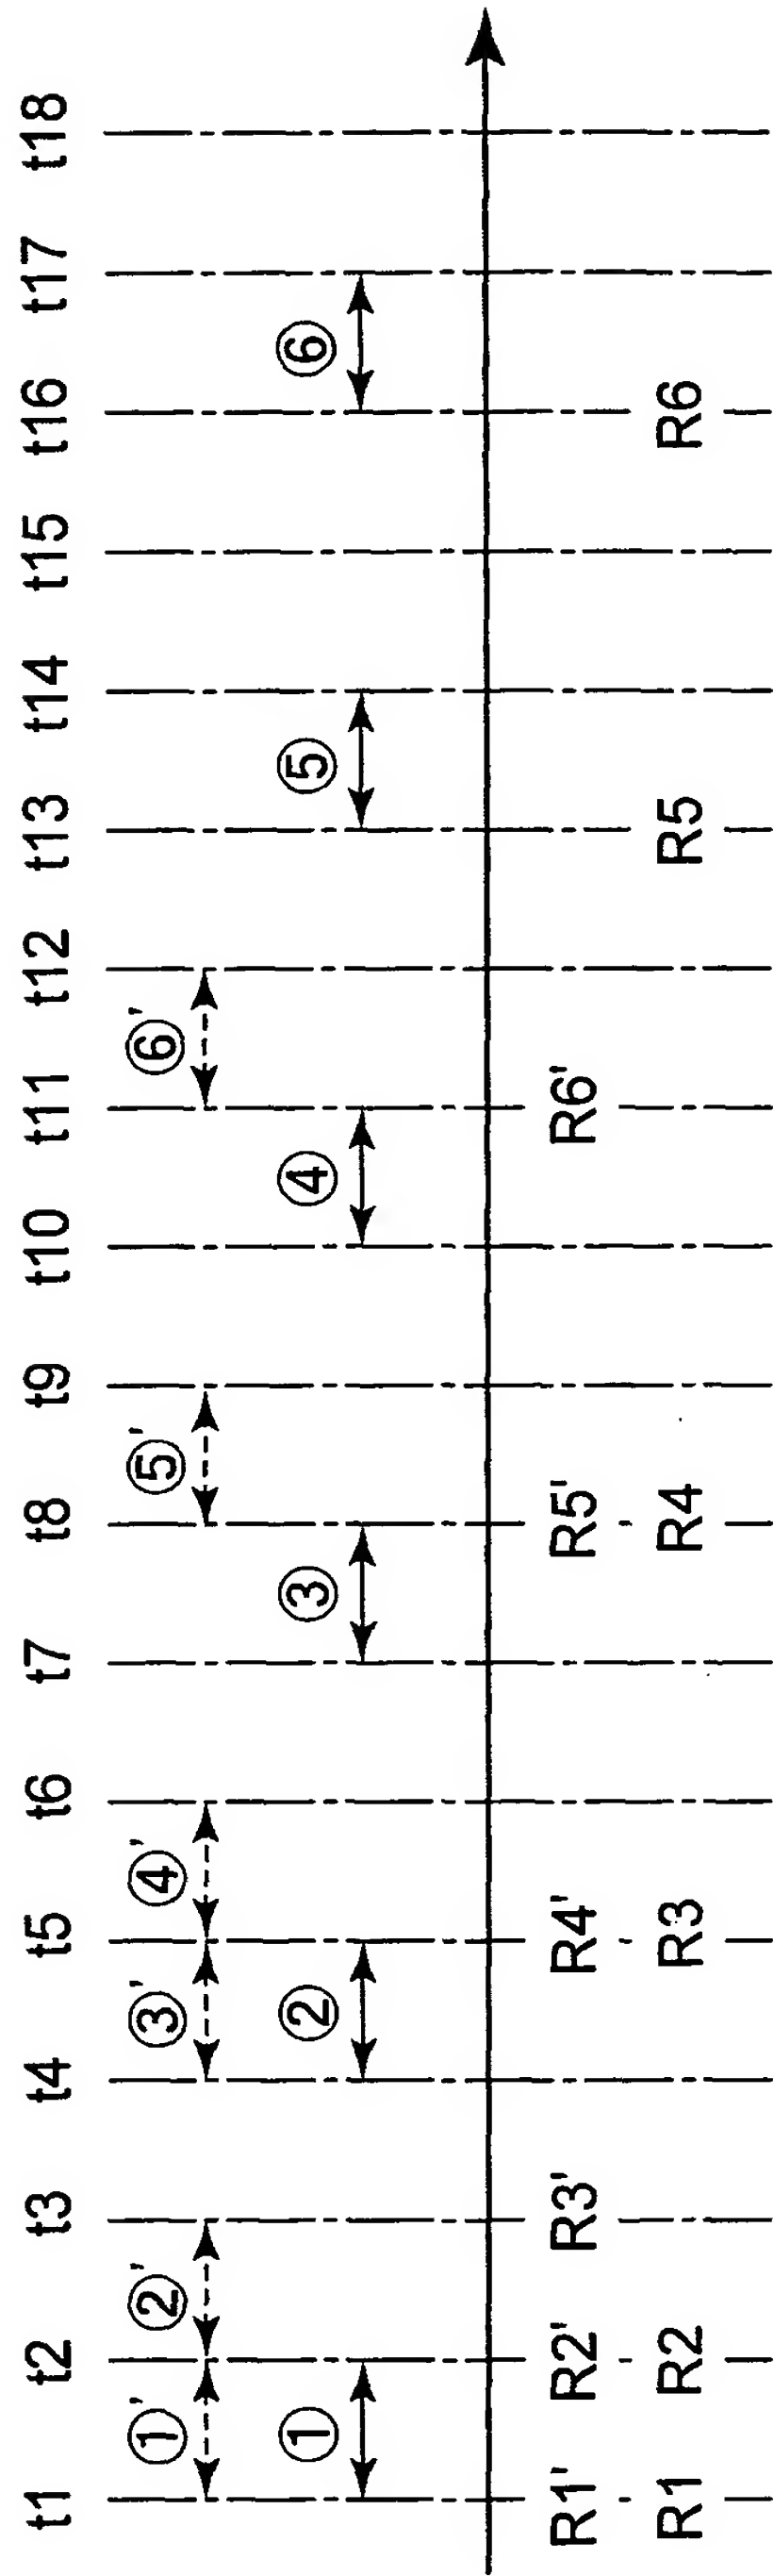 t1 t2 t3 t4 t5 t6 t7 t8 t9 t10 t11 t12 t13 t14 t15 t16 t17 t18
①' ②' ③' ④' ⑤' ⑥'
① ② ③ ④ ⑤ ⑥
R1' R2' R3' R4' R5' R6'
R1 R2 R3 R4 R5 R6